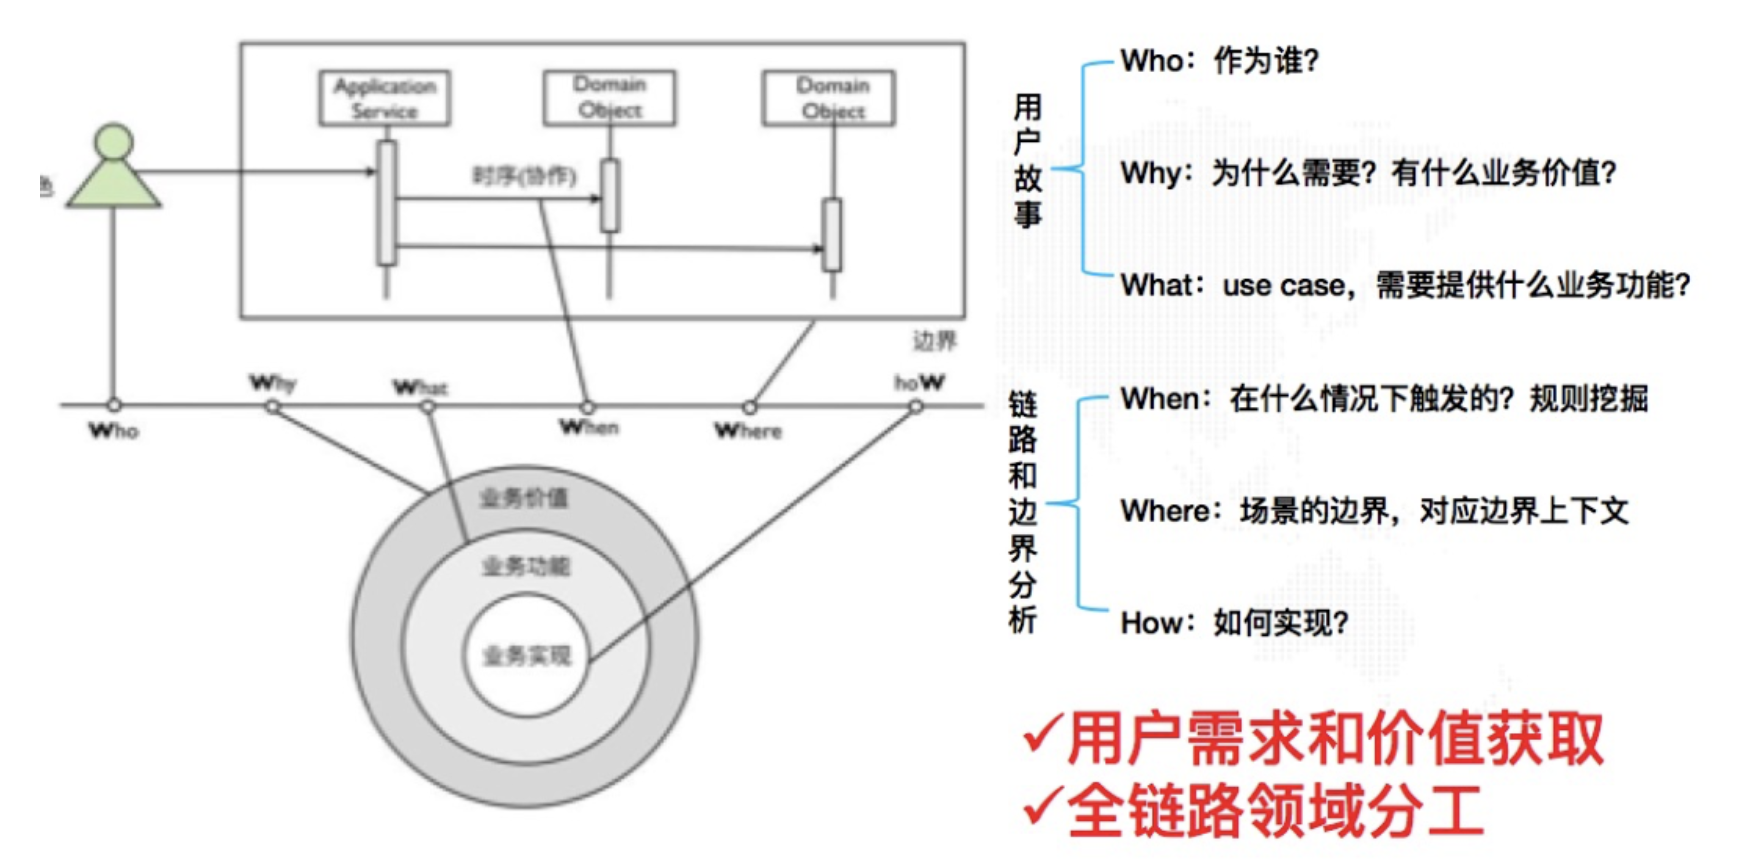 Application
Service
Domain
Object
Domain
Object
时序(协作)
色
边界
Why
What
hoW
Who
When
Where
业务价值
业务功能
业务实现
用户故事
Who：作为谁？
Why：为什么需要？有什么业务价值？
What：use case，需要提供什么业务功能？
链路和边界分析
When：在什么情况下触发的？规则挖掘
Where：场景的边界，对应边界上下文
How：如何实现？
✓用户需求和价值获取
✓全链路领域分工